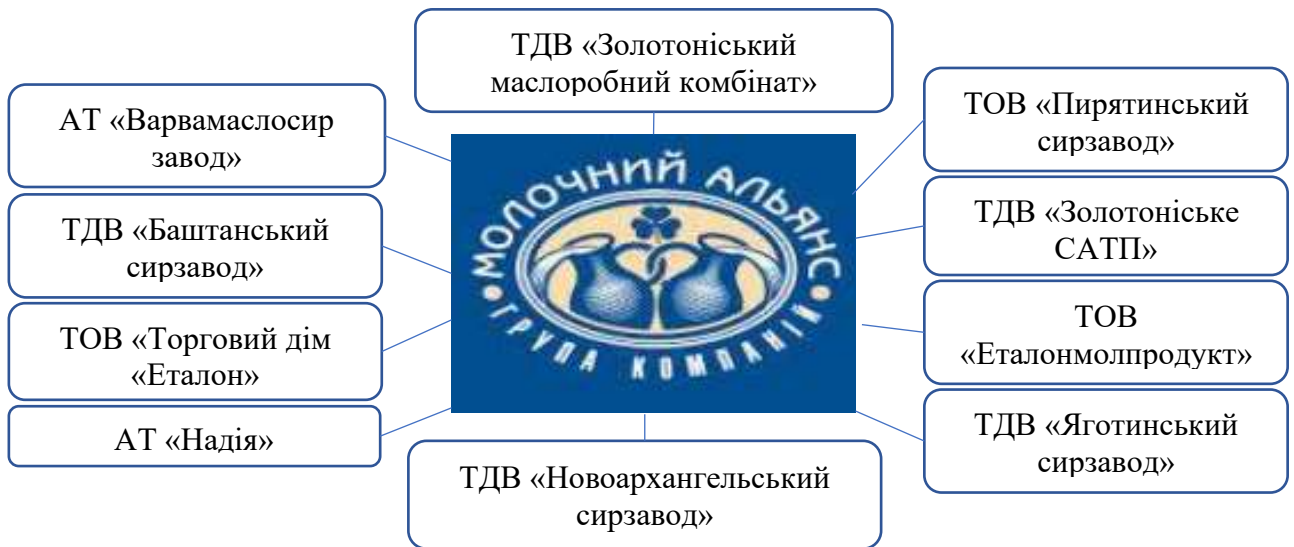 ТДВ «Золотоніський
маслоробний комбінат»
АТ «Варвамаслосир
завод»
ТДВ «Баштанський
сирзавод»
ТОВ «Торговий дім
«Еталон»
АТ «Надія»
МОЛОЧНИЙ АЛЬЯНС
ГРУПА КОМПАНІЙ
ТОВ «Пирятинський
сирзавод»
ТДВ «Золотоніське
САТП»
ТОВ
«Еталонмолпродукт»
ТДВ «Яготинський
сирзавод»
ТДВ «Новоархангельський
сирзавод»